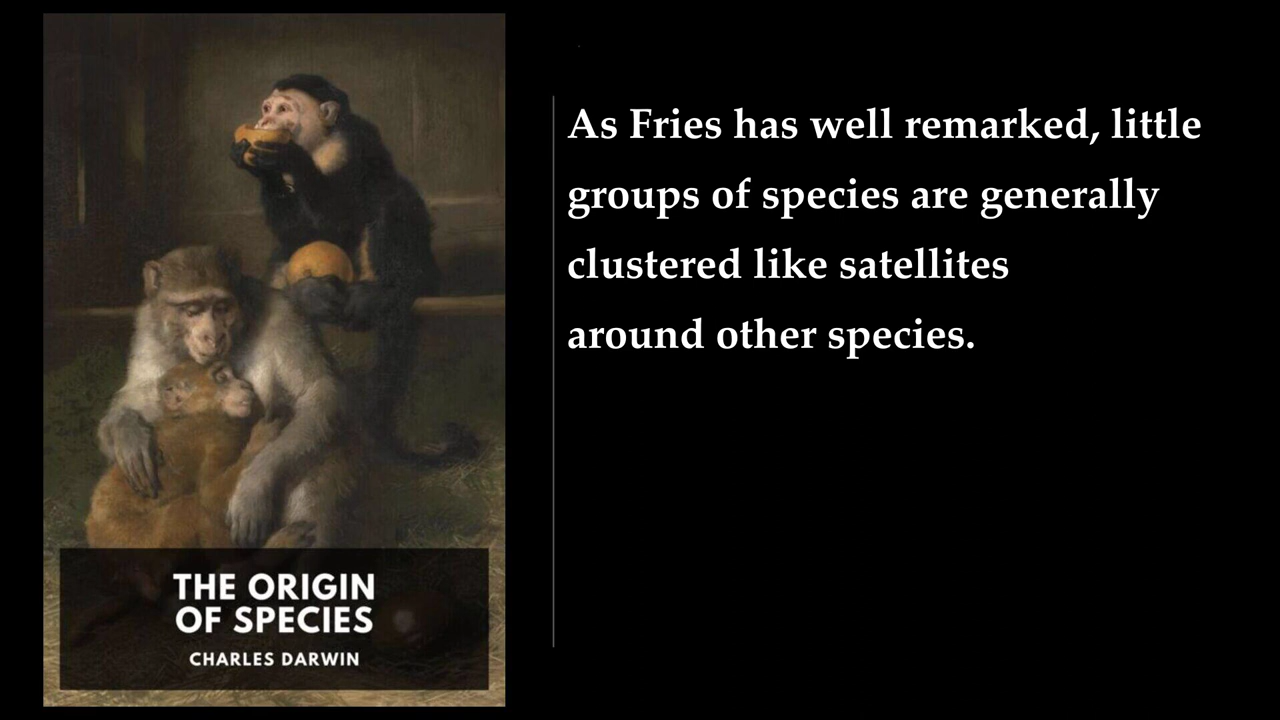 THE ORIGIN
OF SPECIES
CHARLES DARWIN
As Fries has well remarked, little
groups of species are generally
clustered like satellites
around other species.